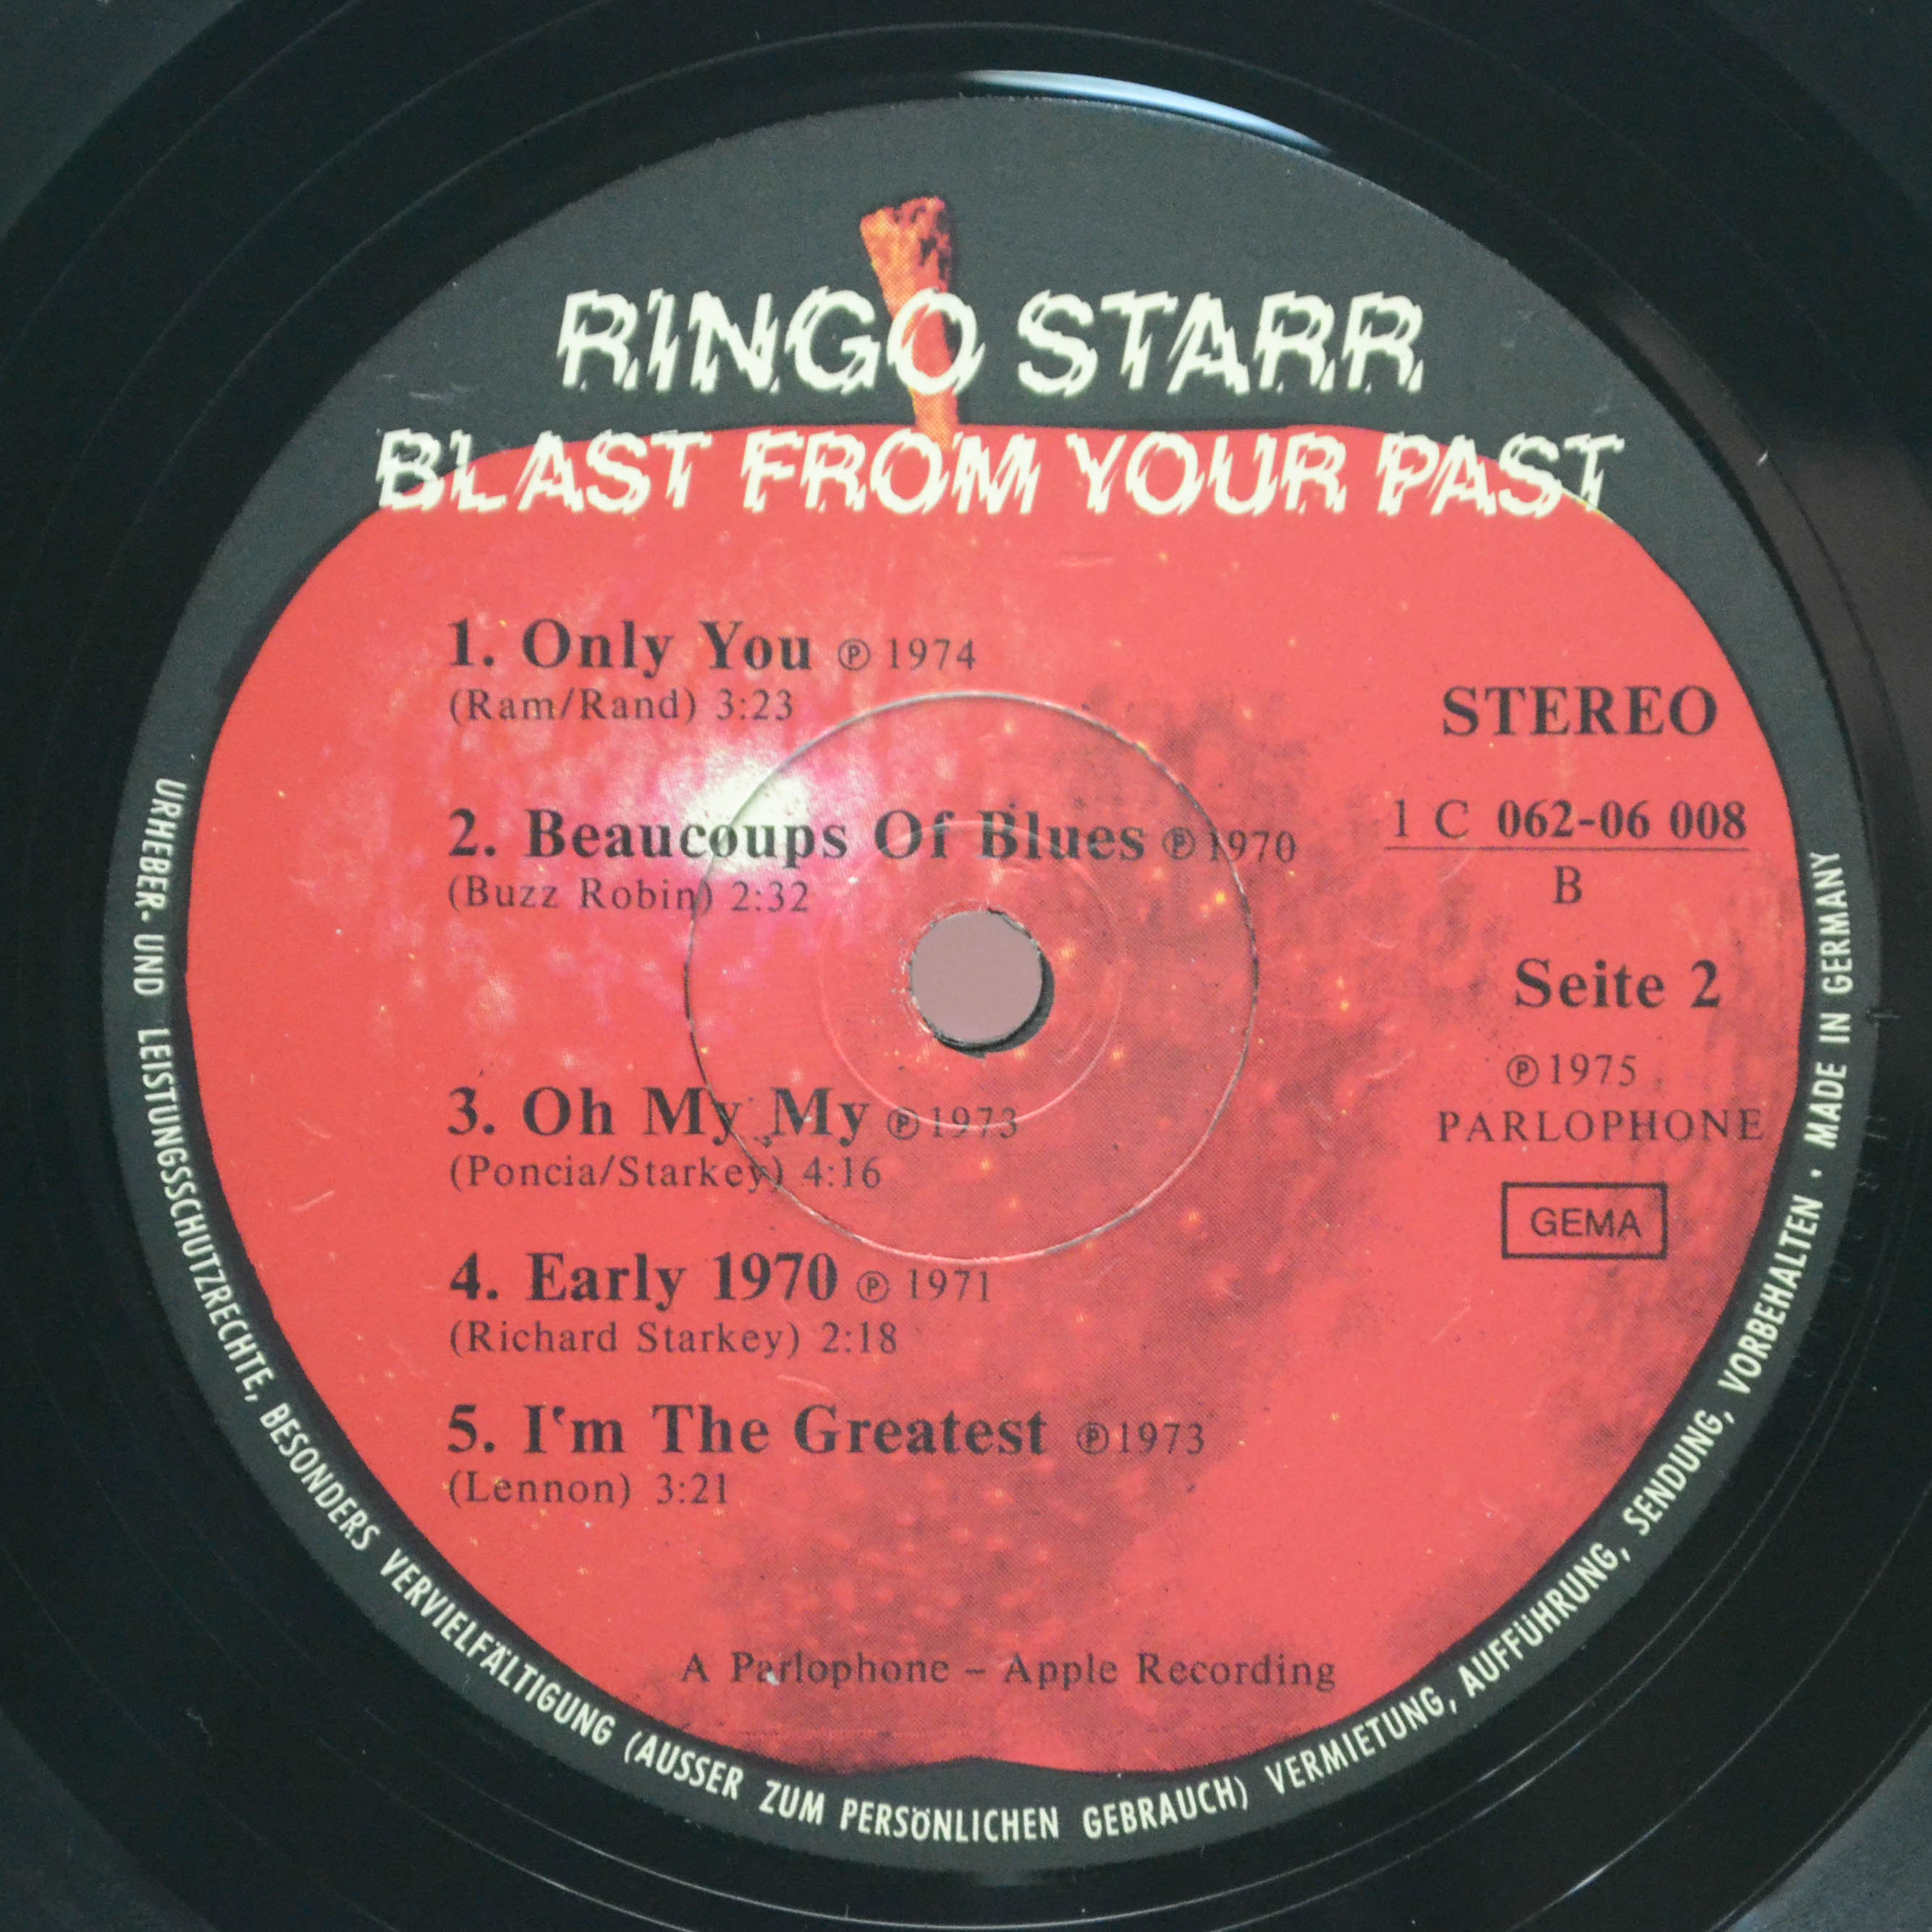 RINGO STARR
BLAST FROM YOUR PAST
1. Only You ℗ 1974
(Ram/Rand) 3:23
2. Beaucoups Of Blues ℗ 1970
(Buzz Robin) 2:32
3. Oh My My ℗ 1973
(Poncia/Starkey) 4:16
4. Early 1970 ℗ 1971
(Richard Starkey) 2:18
5. I'm The Greatest ℗ 1973
(Lennon) 3:21
STEREO
1 C 062-06 008
B
Seite 2
℗ 1975
PARLOPHONE
GEMA
A Parlophone – Apple Recording
URHEBER- UND LEISTUNGSSCHUTZRECHTE, BESONDERS VERVIELFÄLTIGUNG (AUSSER ZUM PERSÖNLICHEN GEBRAUCH) VERMIETUNG, AUFFÜHRUNG, SENDUNG, VORBEHALTEN · MADE IN GERMANY